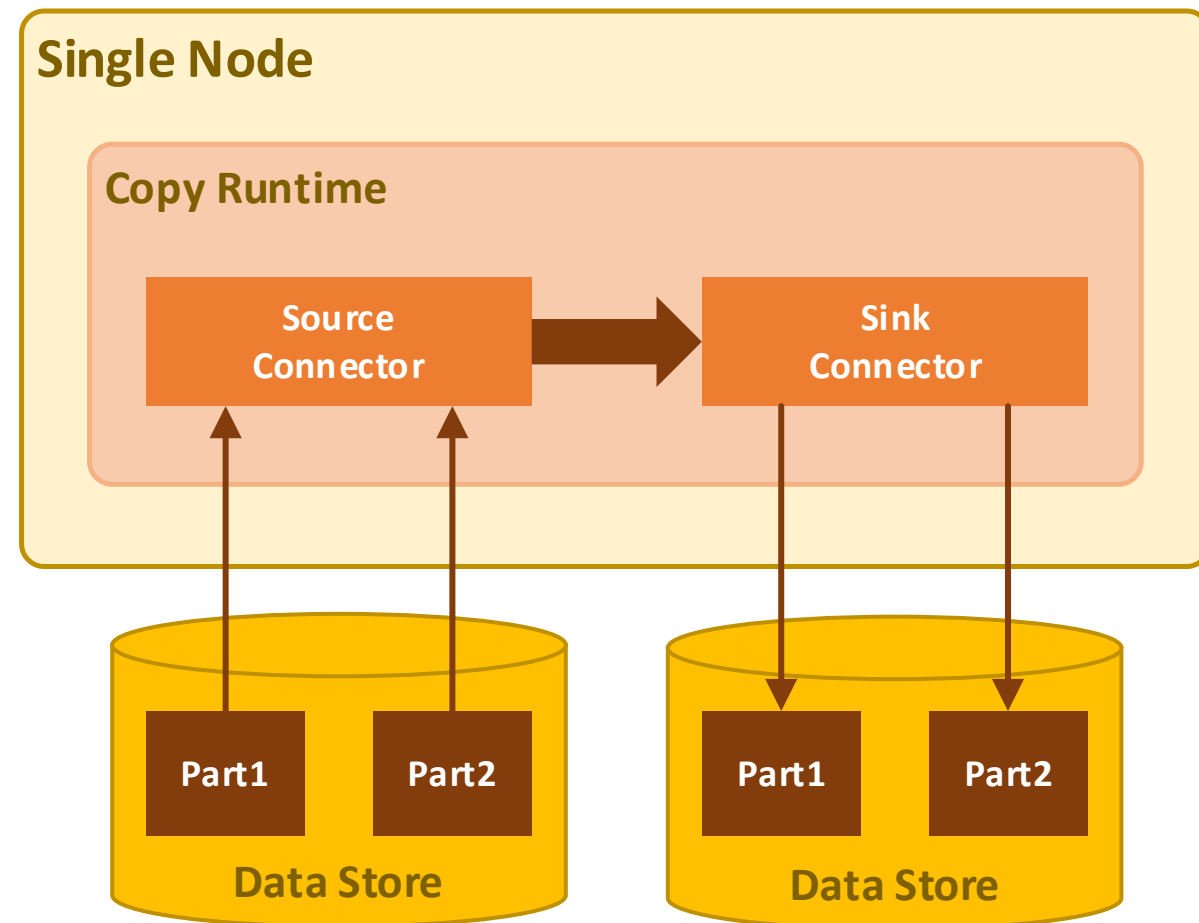 Single Node
Copy Runtime
Source
Connector
Sink
Connector
Part1
Part2
Data Store
Part1
Part2
Data Store